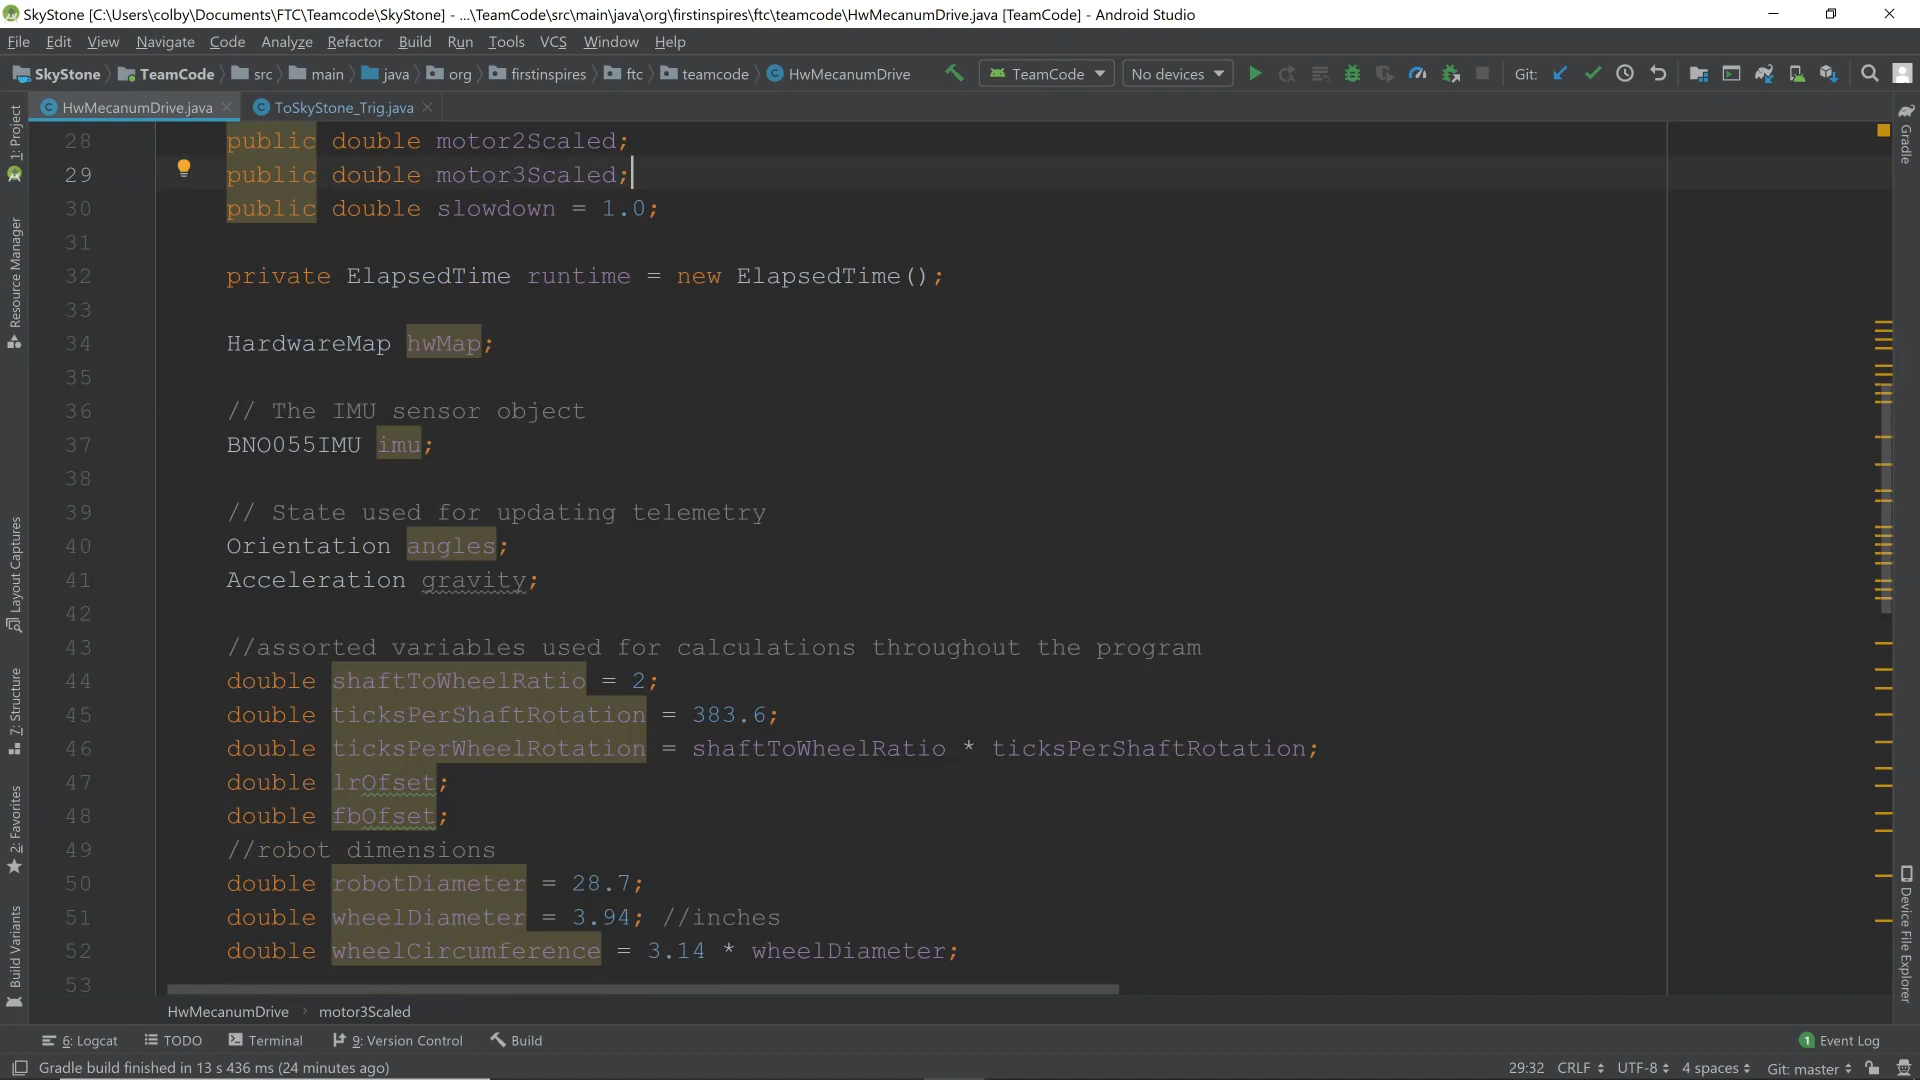 SkyStone [C:\Users\colby\Documents\FTC\Teamcode\SkyStone] - ...\TeamCode\src\main\java\org\firstinspires\ftc\teamcode\HwMecanumDrive.java [TeamCode] - Android Studio
File Edit View Navigate Code Analyze Refactor Build Run Tools VCS Window Help
SkyStone TeamCode src main java org firstinspires ftc teamcode HwMecanumDrive TeamCode No devices Git:
HwMecanumDrive.java ToSkyStone_Trig.java
1: Project
Resource Manager
Layout Captures
7: Structure
2: Favorites
Build Variants
28 public double motor2Scaled;
29 public double motor3Scaled;
30 public double slowdown = 1.0;
31
32 private ElapsedTime runtime = new ElapsedTime();
33
34 HardwareMap hwMap;
35
36 // The IMU sensor object
37 BNO055IMU imu;
38
39 // State used for updating telemetry
40 Orientation angles;
41 Acceleration gravity;
42
43 //assorted variables used for calculations throughout the program
44 double shaftToWheelRatio = 2;
45 double ticksPerShaftRotation = 383.6;
46 double ticksPerWheelRotation = shaftToWheelRatio * ticksPerShaftRotation;
47 double lrOfset;
48 double fbOfset;
49 //robot dimensions
50 double robotDiameter = 28.7;
51 double wheelDiameter = 3.94; //inches
52 double wheelCircumference = 3.14 * wheelDiameter;
53
Gradle
Device File Explorer
HwMecanumDrive motor3Scaled
6: Logcat TODO Terminal 9: Version Control Build 1 Event Log
Gradle build finished in 13 s 436 ms (24 minutes ago) 29:32 CRLF UTF-8 4 spaces Git: master